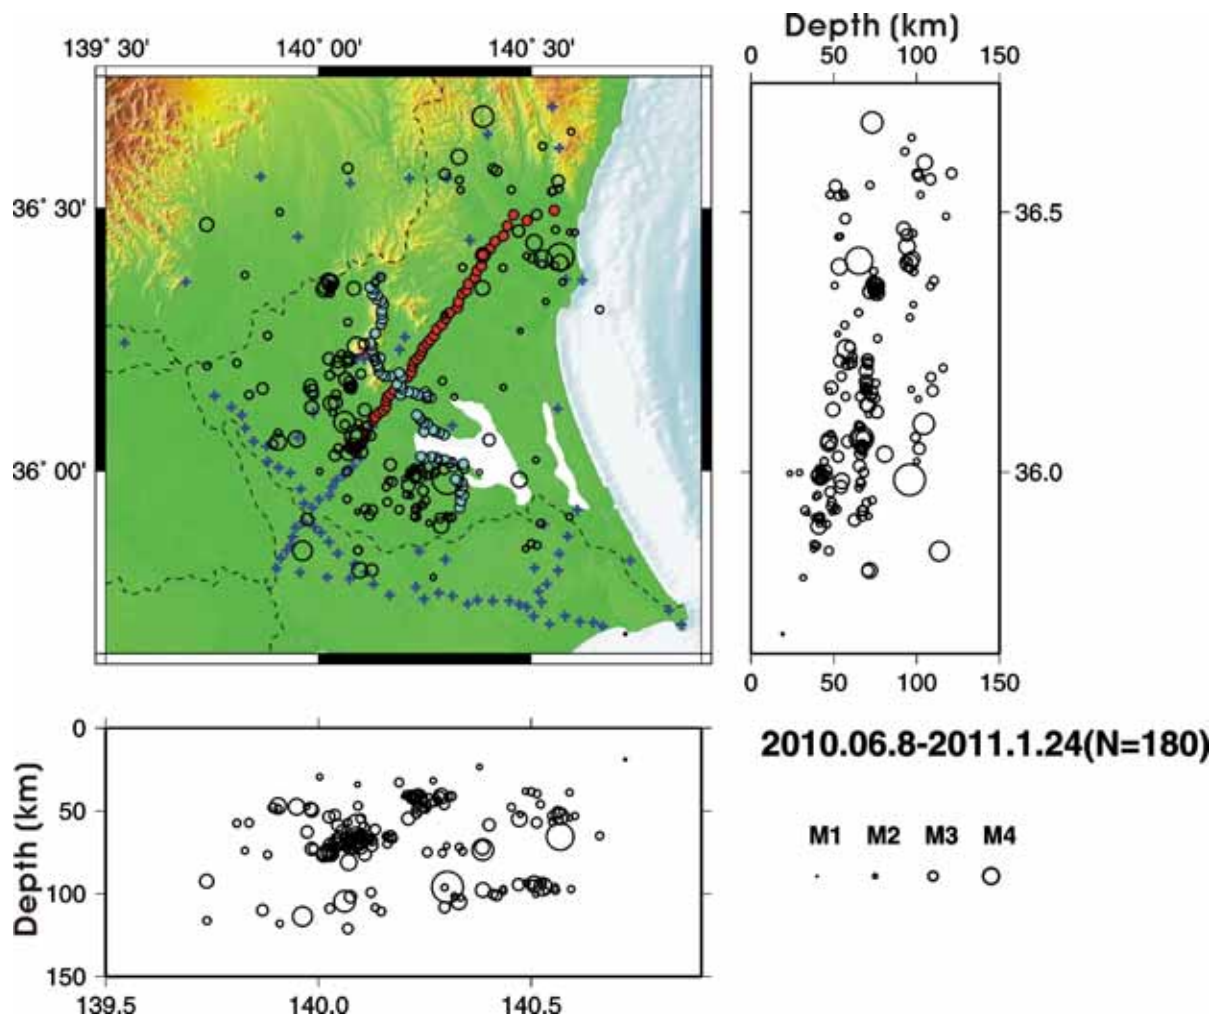 139˚ 30' 140˚ 00' 140˚ 30'
36˚ 30'
36˚ 00'
Depth (km)
0 50 100 150
36.5
36.0
0 50 100 150
Depth (km)
0
50
100
150
139.5 140.0 140.5
2010.06.8-2011.1.24(N=180)
M1 M2 M3 M4